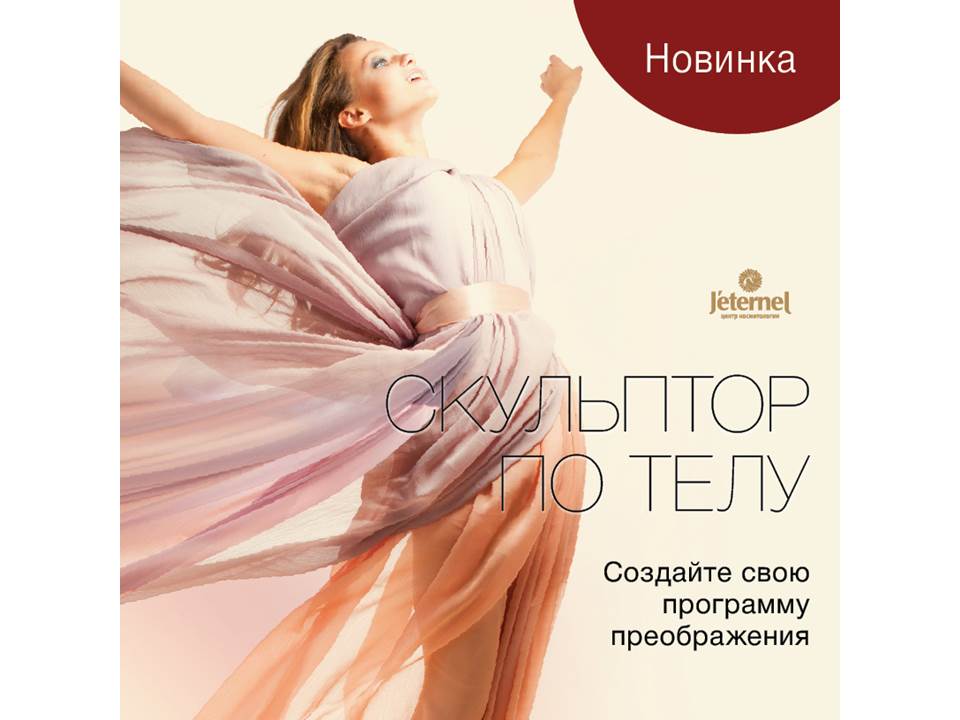 Новинка
J'eternel
центр косметологии
СКУЛЬПТОР
ПО ТЕЛУ
Создайте свою
программу
преображения